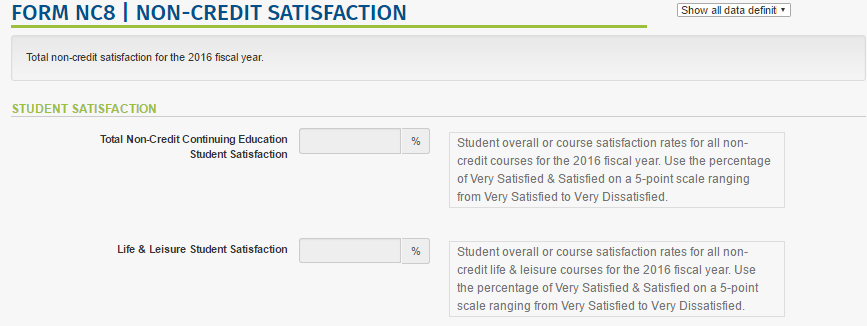 FORM NC8 | NON-CREDIT SATISFACTION
Show all data definit
Total non-credit satisfaction for the 2016 fiscal year.
STUDENT SATISFACTION
Total Non-Credit Continuing Education
Student Satisfaction
%
Student overall or course satisfaction rates for all non-
credit courses for the 2016 fiscal year. Use the percentage
of Very Satisfied & Satisfied on a 5-point scale ranging
from Very Satisfied to Very Dissatisfied.
Life & Leisure Student Satisfaction
%
Student overall or course satisfaction rates for all non-
credit life & leisure courses for the 2016 fiscal year. Use
the percentage of Very Satisfied & Satisfied on a 5-point
scale ranging from Very Satisfied to Very Dissatisfied.